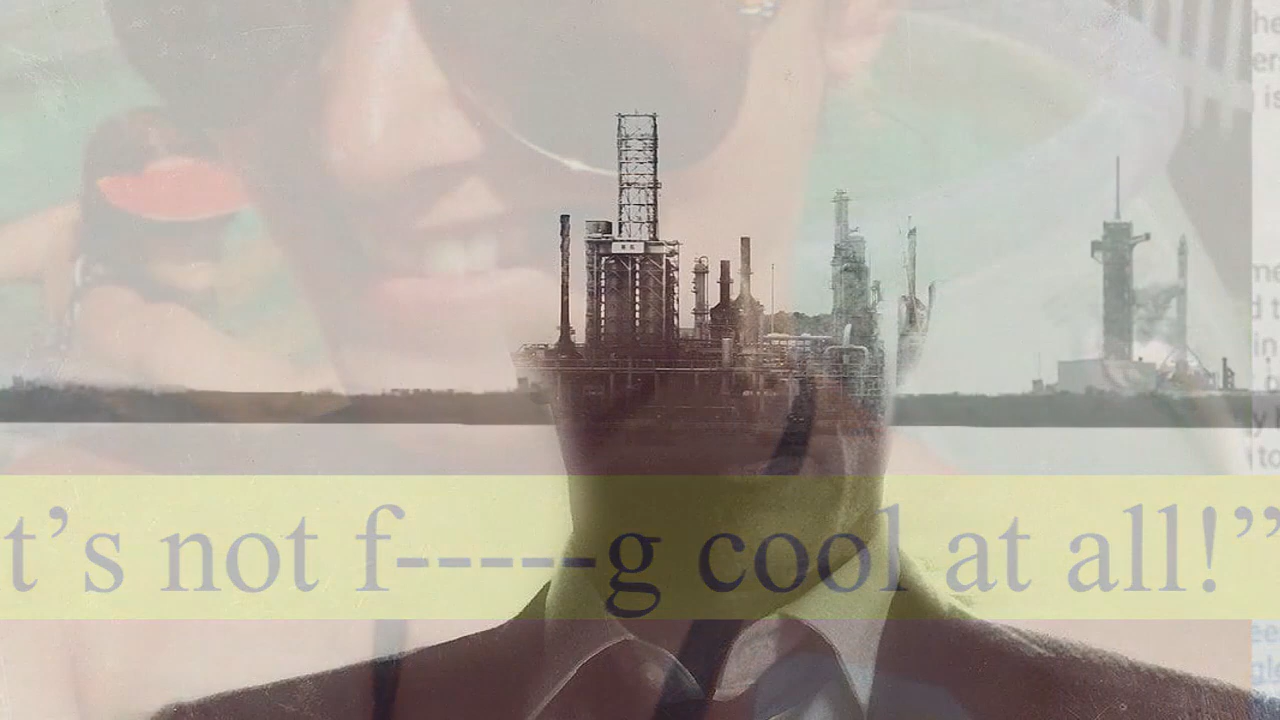 t’s not f-----g cool at all!”